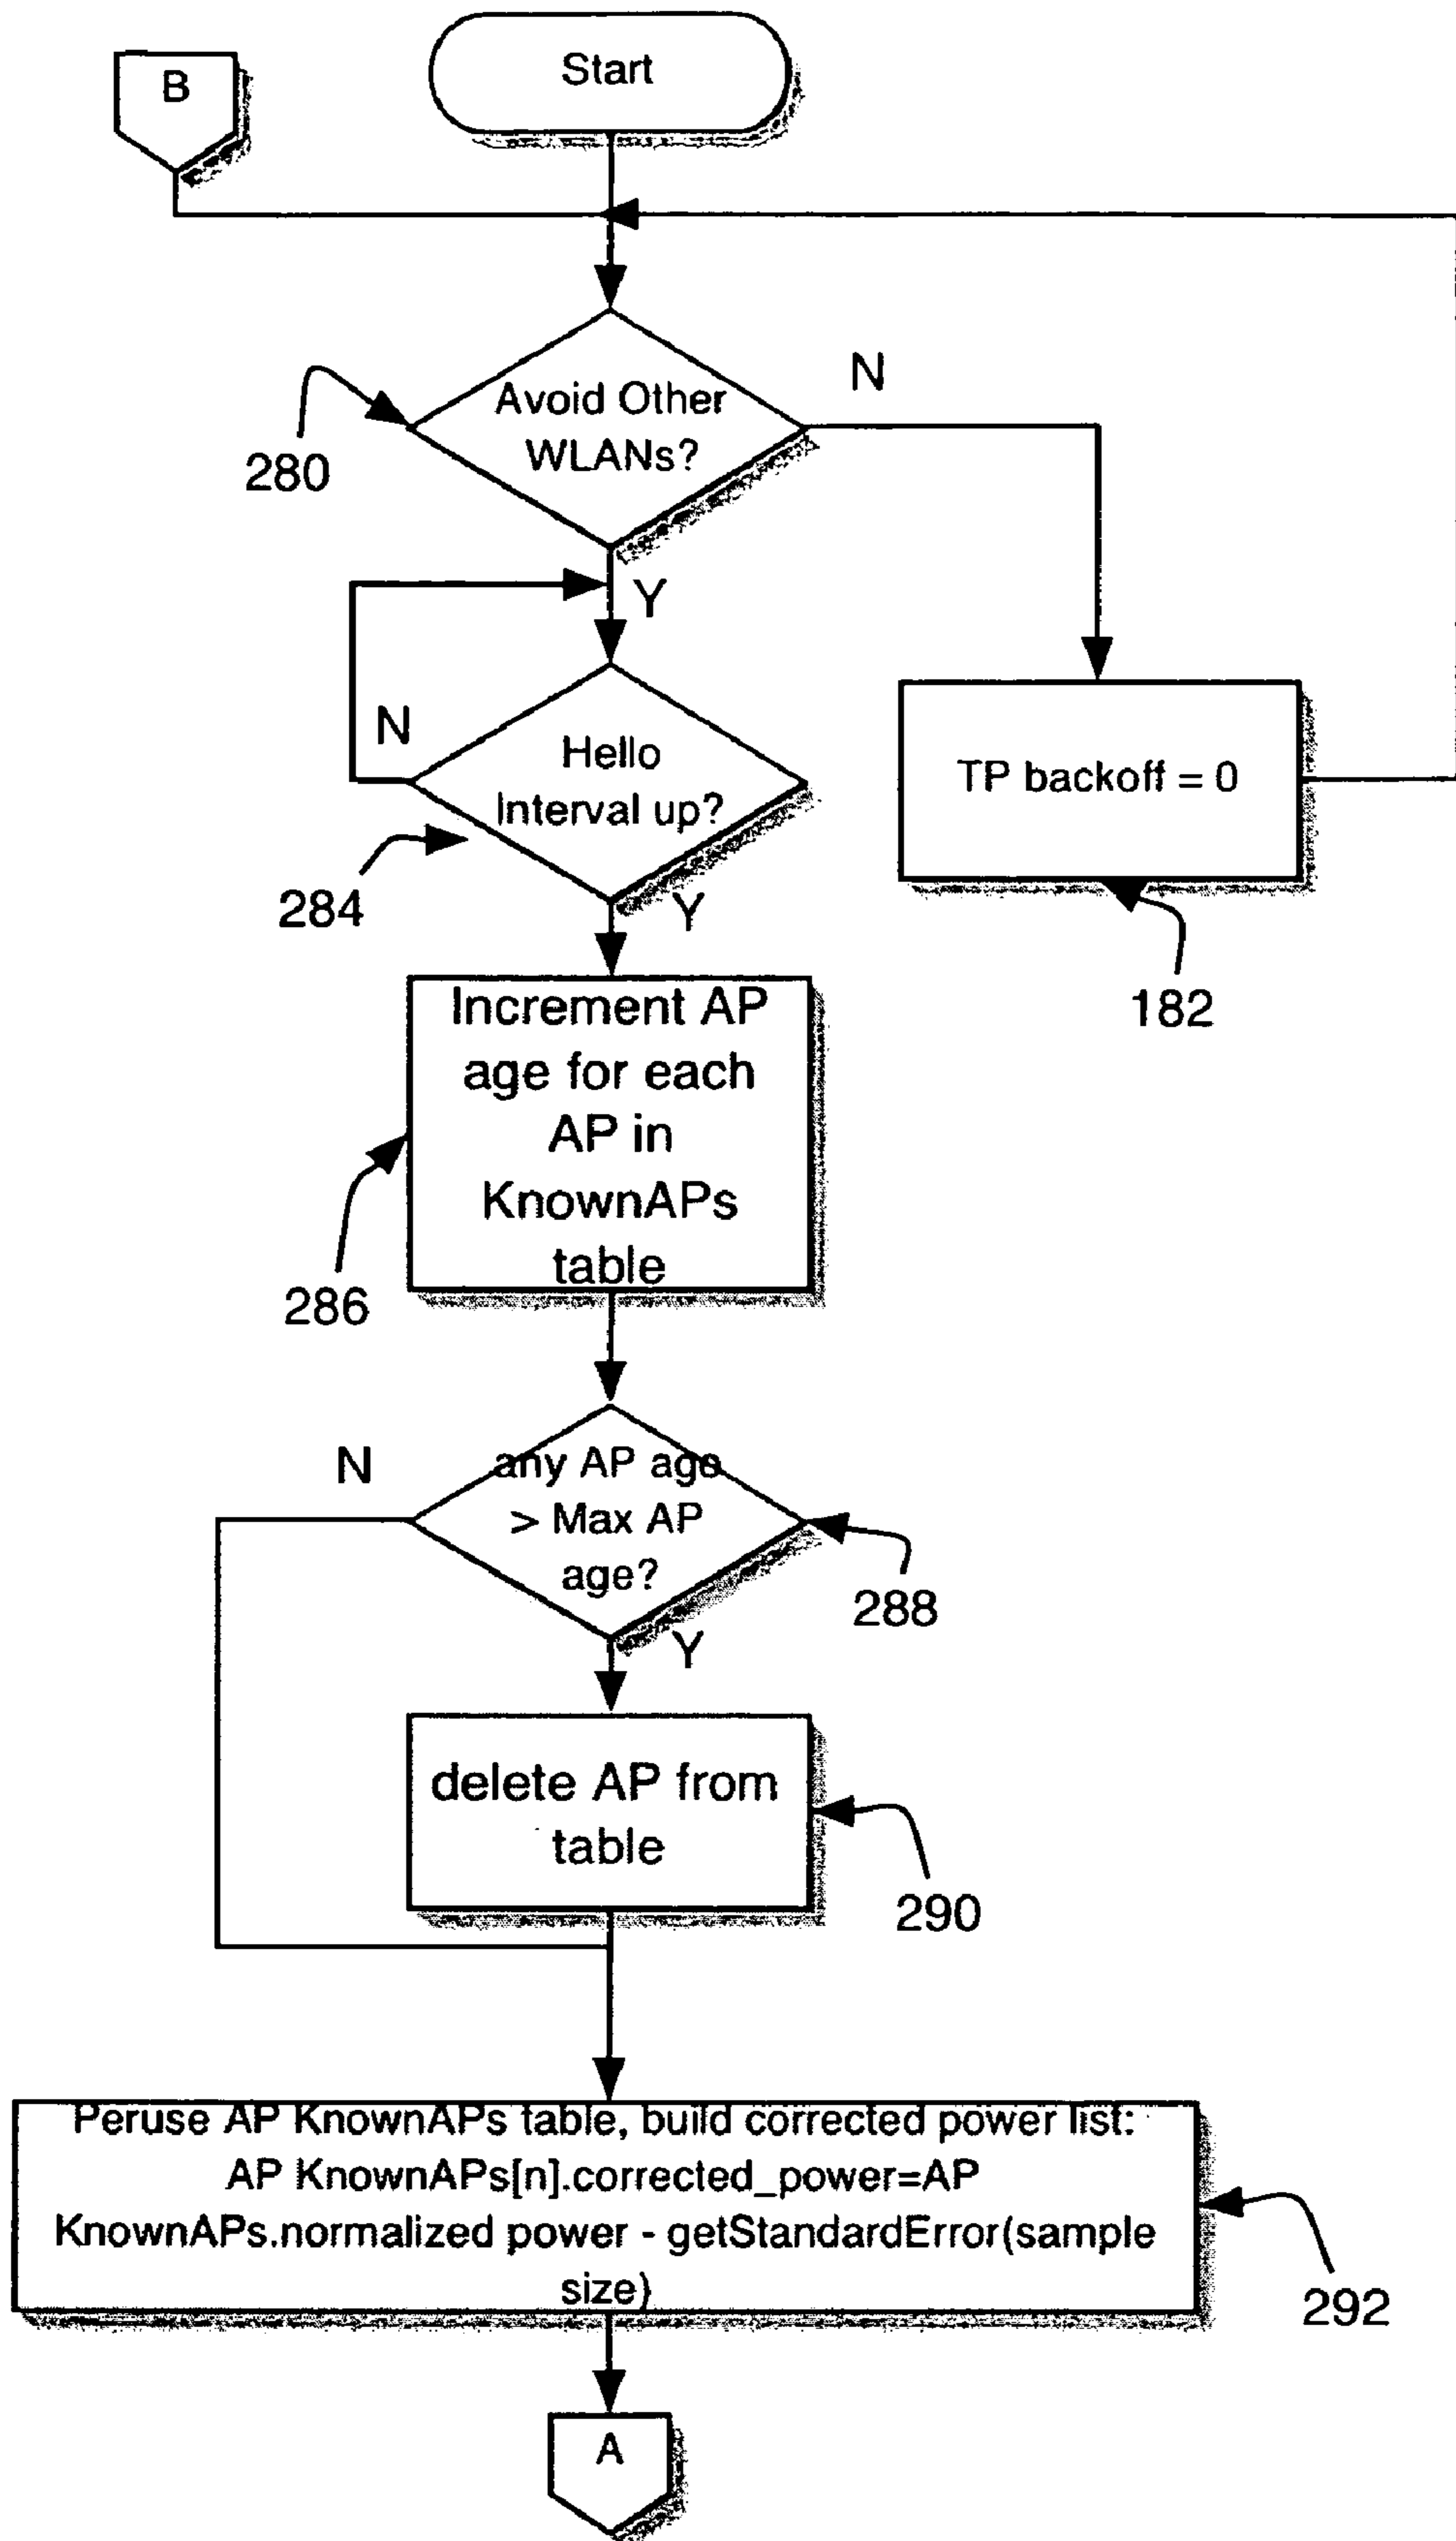 Start
B
Avoid Other
WLANs?
N
280
Y
Hello
Interval up?
N
284
Y
TP backoff = 0
182
Increment AP
age for each
AP in
KnownAPs
table
286
any AP age
> Max AP
age?
N
288
Y
delete AP from
table
290
Peruse AP KnownAPs table, build corrected power list:
AP KnownAPs[n].corrected_power=AP
KnownAPs.normalized power - getStandardError(sample
size)
292
A